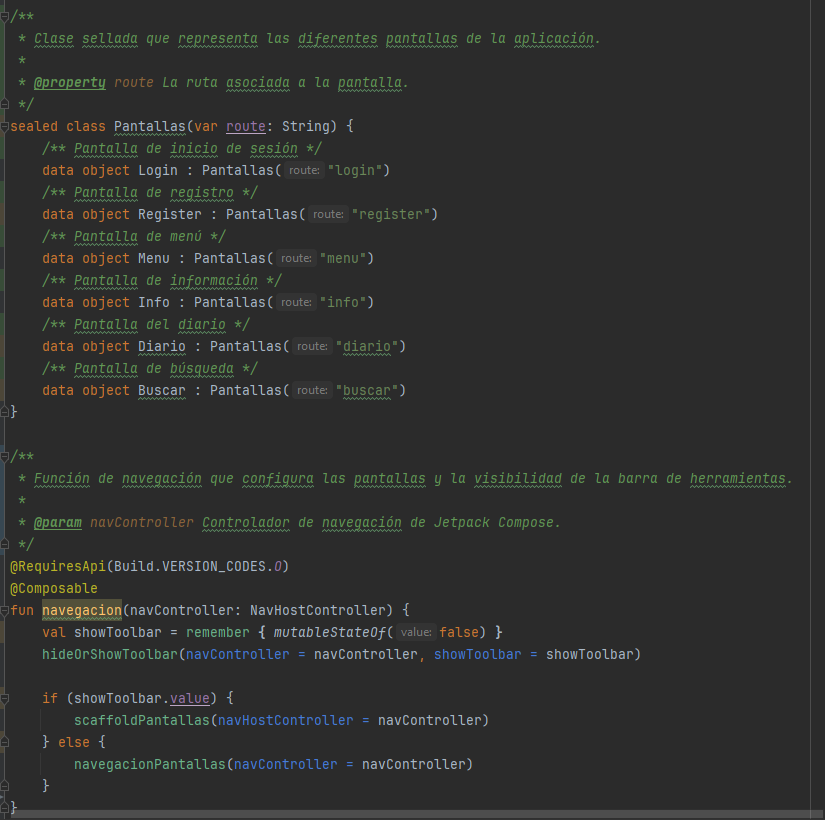 /**
 * Clase sellada que representa las diferentes pantallas de la aplicación.
 *
 * @property route La ruta asociada a la pantalla.
 */
sealed class Pantallas(var route: String) {
    /** Pantalla de inicio de sesión */
    data object Login : Pantallas( route: "login")
    /** Pantalla de registro */
    data object Register : Pantallas( route: "register")
    /** Pantalla de menú */
    data object Menu : Pantallas( route: "menu")
    /** Pantalla de información */
    data object Info : Pantallas( route: "info")
    /** Pantalla del diario */
    data object Diario : Pantallas( route: "diario")
    /** Pantalla de búsqueda */
    data object Buscar : Pantallas( route: "buscar")
}

/**
 * Función de navegación que configura las pantallas y la visibilidad de la barra de herramientas.
 *
 * @param navController Controlador de navegación de Jetpack Compose.
 */
@RequiresApi(Build.VERSION_CODES.O)
@Composable
fun navegacion(navController: NavHostController) {
    val showToolbar = remember { mutableStateOf( value: false) }
    hideOrShowToolbar(navController = navController, showToolbar = showToolbar)

    if (showToolbar.value) {
        scaffoldPantallas(navHostController = navController)
    } else {
        navegacionPantallas(navController = navController)
    }
}